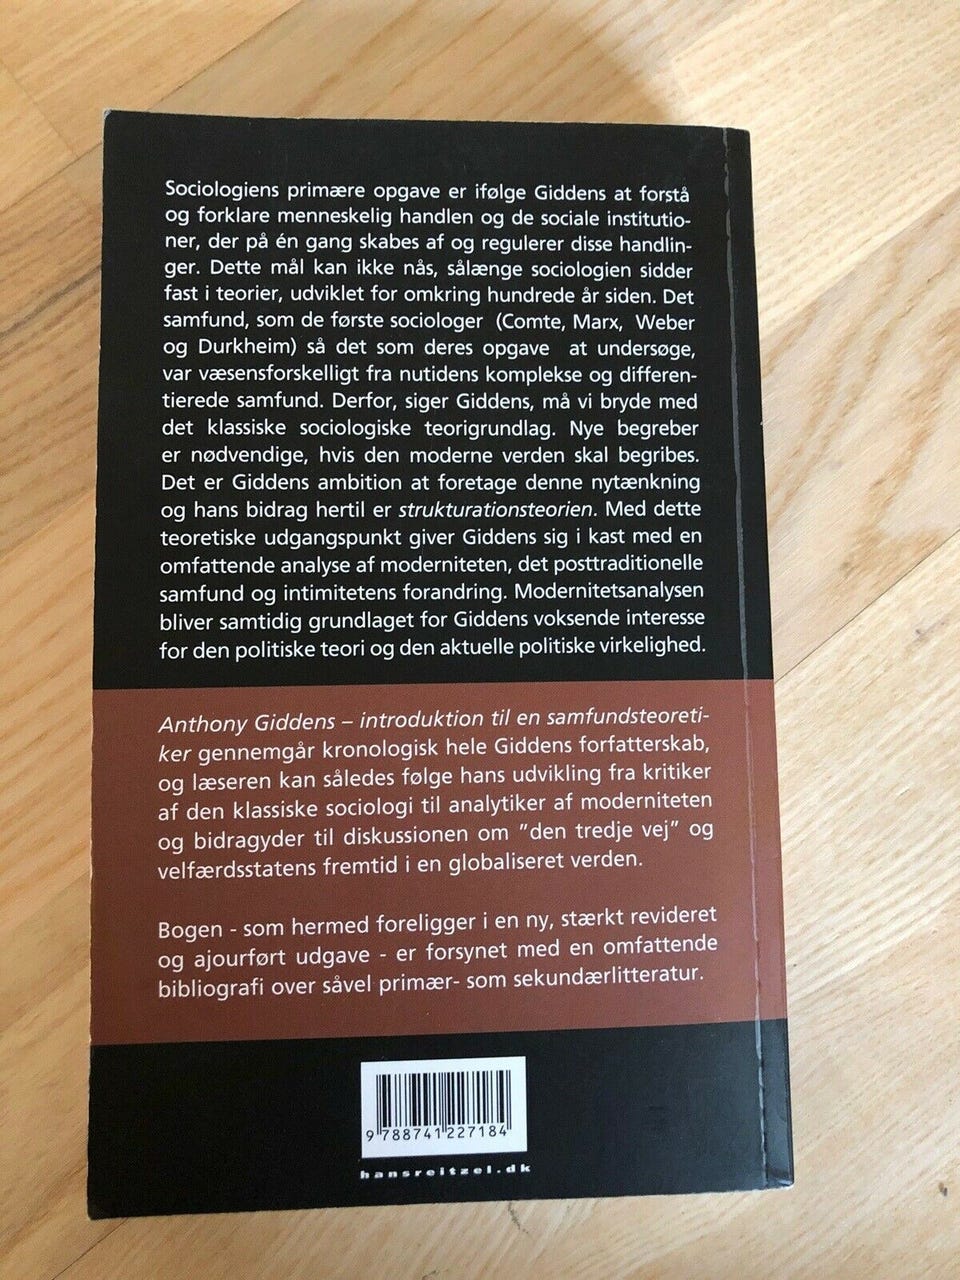 Sociologiens primære opgave er ifølge Giddens at forstå
og forklare menneskelig handlen og de sociale institutio-
ner, der på én gang skabes af og regulerer disse handlin-
ger. Dette mål kan ikke nås, sålænge sociologien sidder
fast i teorier, udviklet for omkring hundrede år siden. Det
samfund, som de første sociologer (Comte, Marx, Weber
og Durkheim) så det som deres opgave at undersøge,
var væsensforskelligt fra nutidens komplekse og differen-
tierede samfund. Derfor, siger Giddens, må vi bryde med
det klassiske sociologiske teorigrundlag. Nye begreber
er nødvendige, hvis den moderne verden skal begribes.
Det er Giddens ambition at foretage denne nytænkning
og hans bidrag hertil er strukturationsteorien. Med dette
teoretiske udgangspunkt giver Giddens sig i kast med en
omfattende analyse af moderniteten, det posttraditionelle
samfund og intimitetens forandring. Modernitetsanalysen
bliver samtidig grundlaget for Giddens voksende interesse
for den politiske teori og den aktuelle politiske virkelighed.
Anthony Giddens – introduktion til en samfundsteoreti-
ker gennemgår kronologisk hele Giddens forfatterskab,
og læseren kan således følge hans udvikling fra kritiker
af den klassiske sociologi til analytiker af moderniteten
og bidragyder til diskussionen om ”den tredje vej” og
velfærdsstatens fremtid i en globaliseret verden.
Bogen - som hermed foreligger i en ny, stærkt revideret
og ajourført udgave - er forsynet med en omfattende
bibliografi over såvel primær- som sekundærlitteratur.
9 788741 227184
hansreitzel.dk